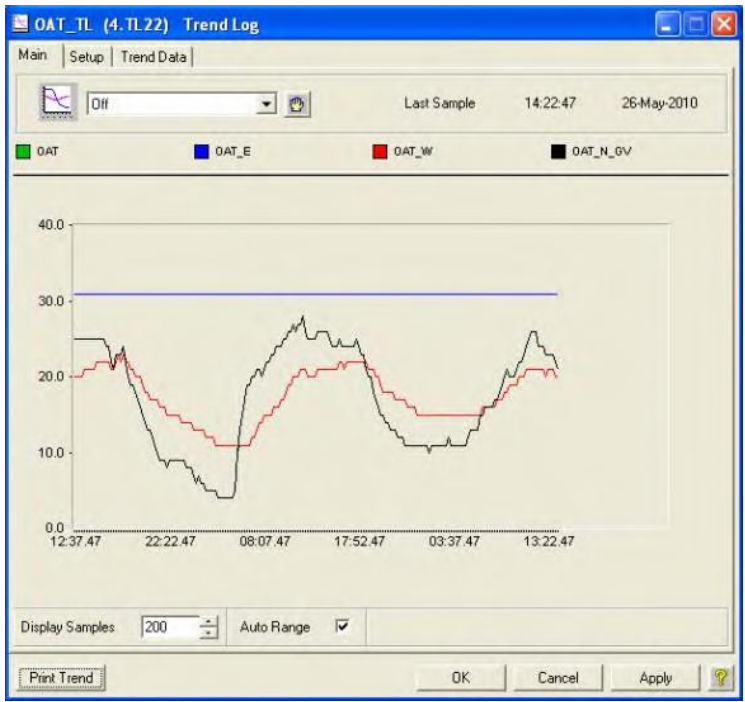 OAT_TL (4.TL22) Trend Log
Main Setup Trend Data
Off Last Sample 14:22:47 26-May-2010
OAT OAT_E OAT_W OAT_N_GV
40.0
30.0
20.0
10.0
0.0
12:37.47 22:22.47 08:07.47 17:52.47 03:37.47 13:22.47
Display Samples 200 Auto Range
Print Trend OK Cancel Apply ?